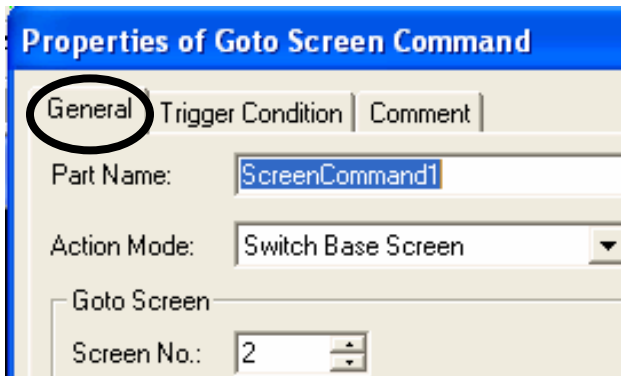 Properties of Goto Screen Command
General Trigger Condition Comment
Part Name: ScreenCommand1
Action Mode: Switch Base Screen
Goto Screen
Screen No.: 2